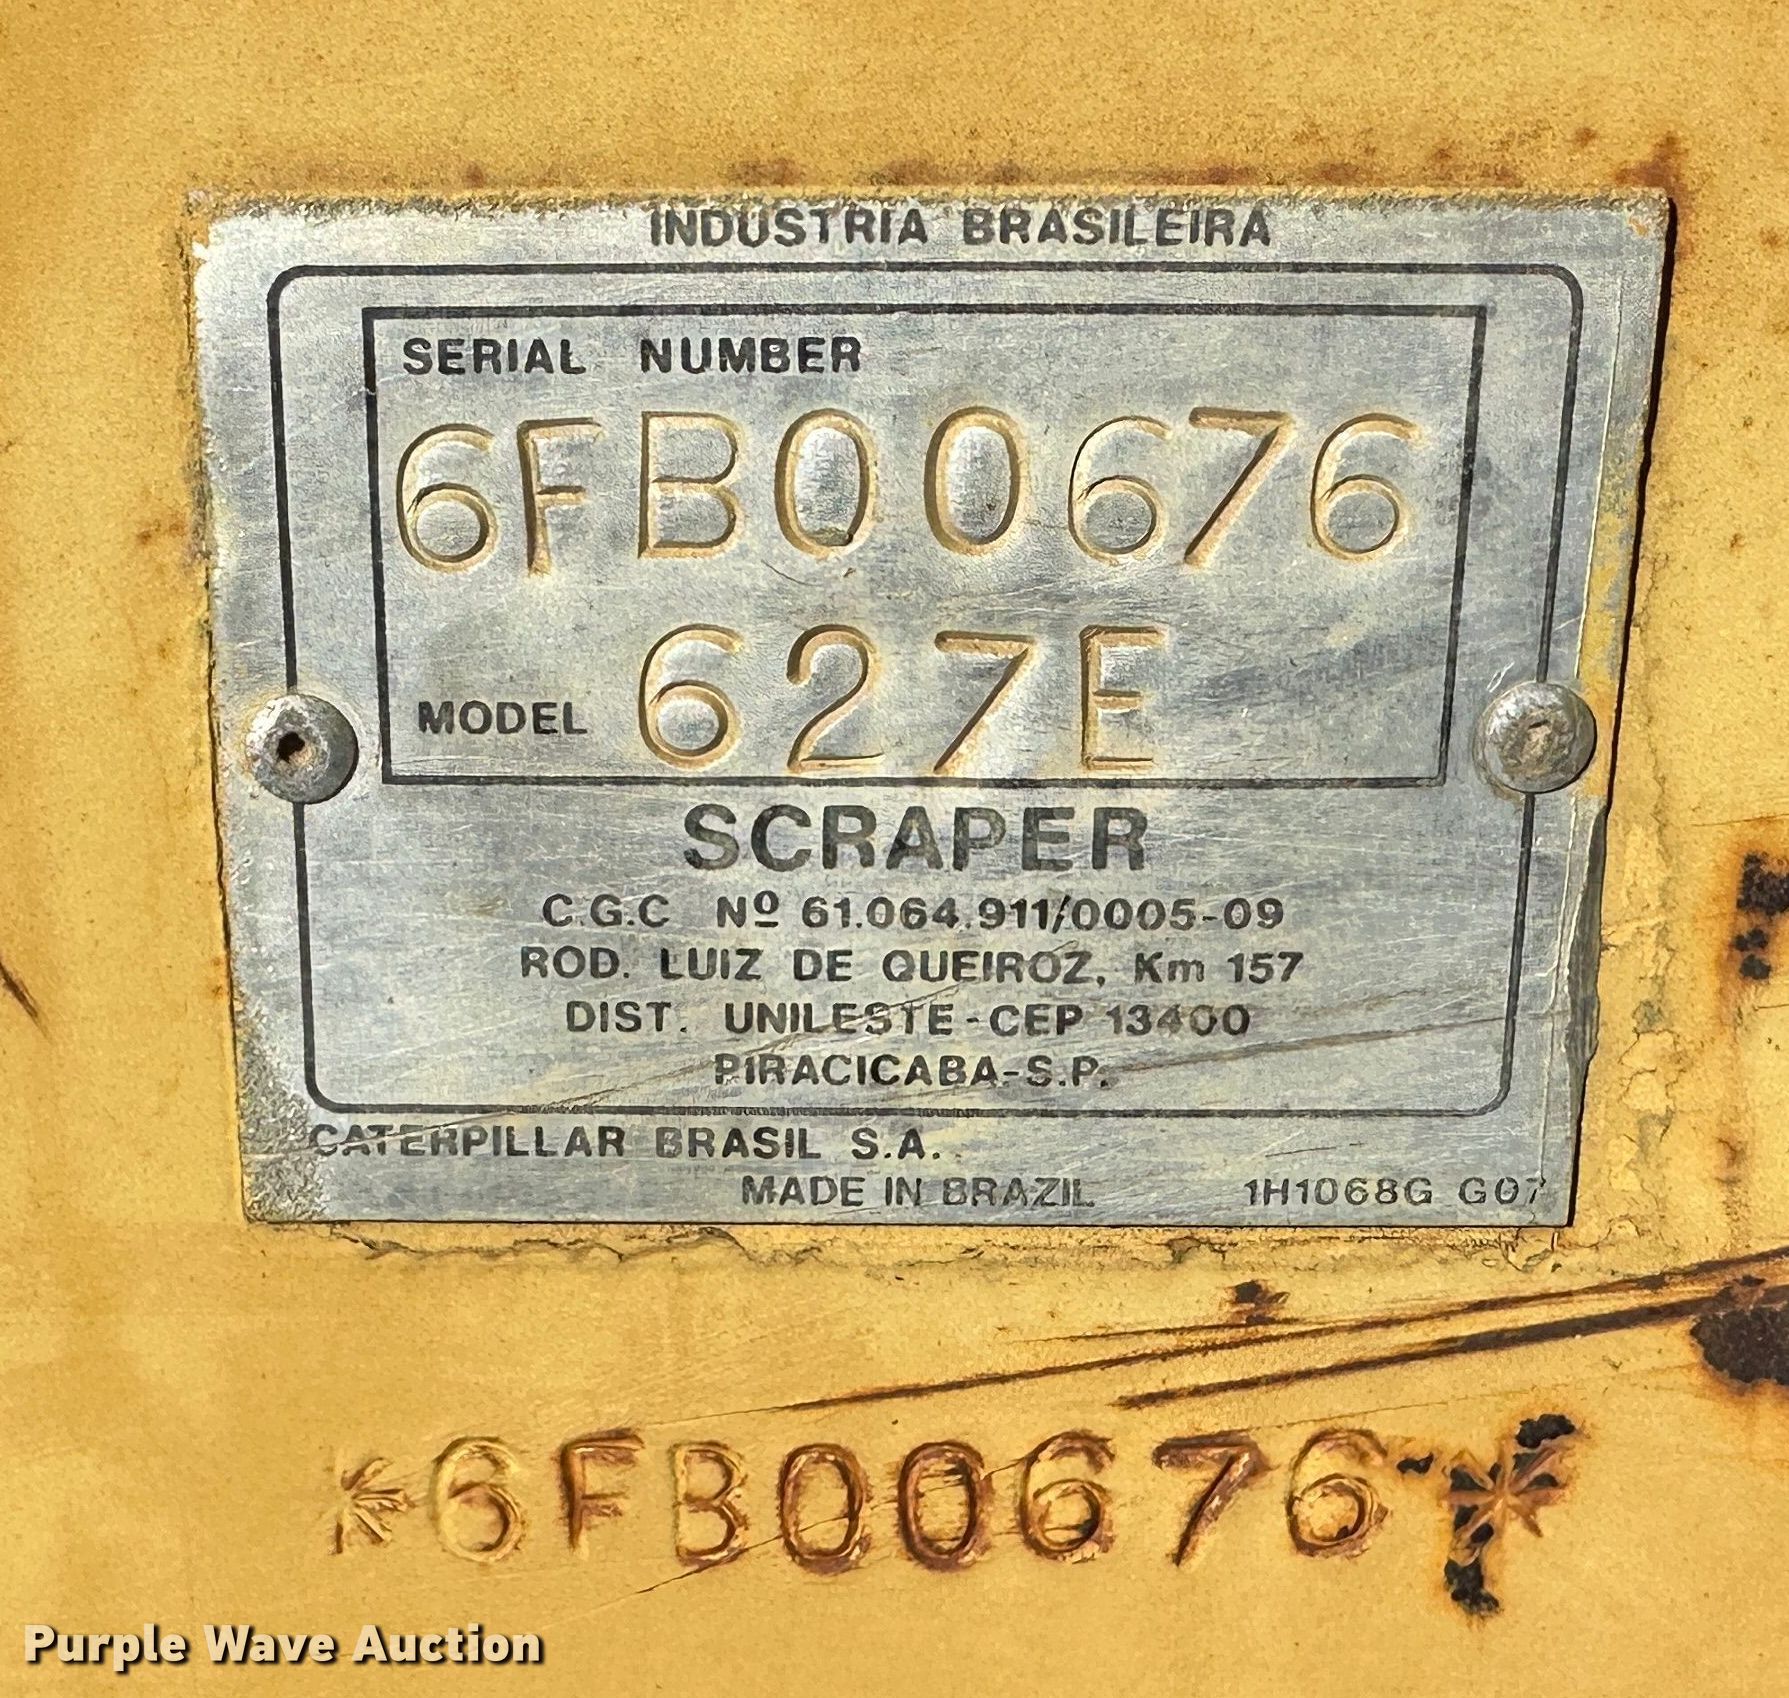 INDUSTRIA BRASILEIRA
SERIAL NUMBER
6FB00676
MODEL 627E
SCRAPER
C.G.C Nº 61.064.911/0005-09
ROD. LUIZ DE QUEIROZ, Km 157
DIST. UNILESTE-CEP 13400
PIRACICABA-S.P.
CATERPILLAR BRASIL S.A.
MADE IN BRAZIL 1H1068G G07
*6FB00676*
Purple Wave Auction